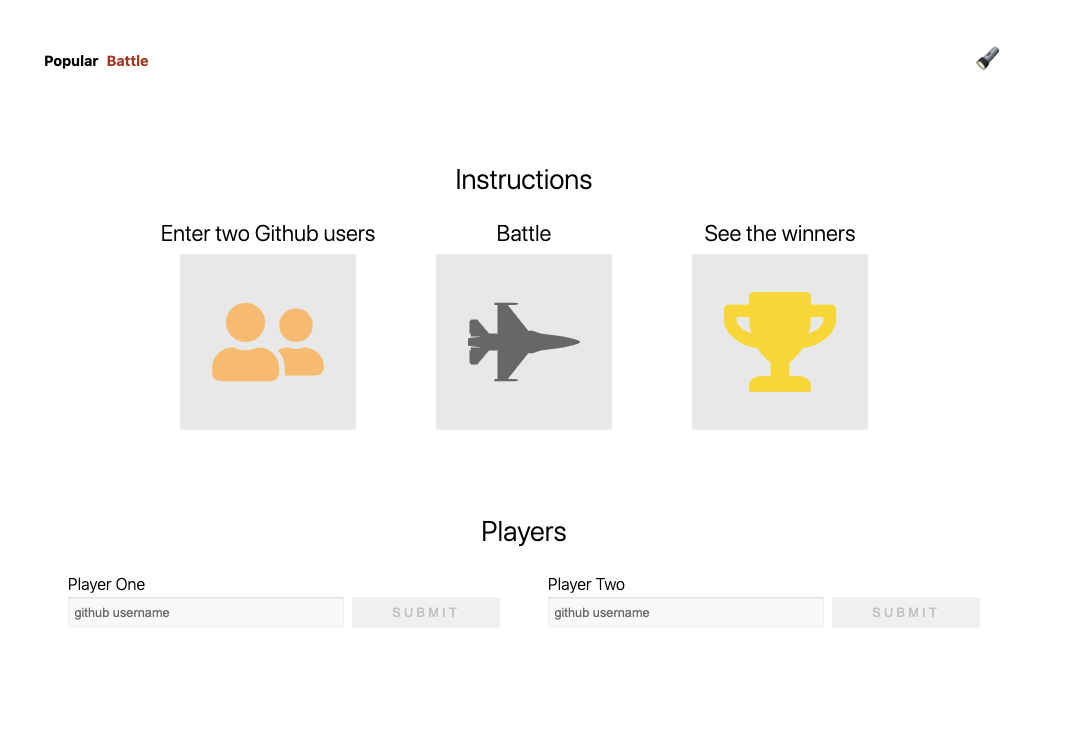 Popular Battle
Instructions
Enter two Github users
Battle
See the winners
Players
Player One
Player Two
github username
SUBMIT
github username
SUBMIT